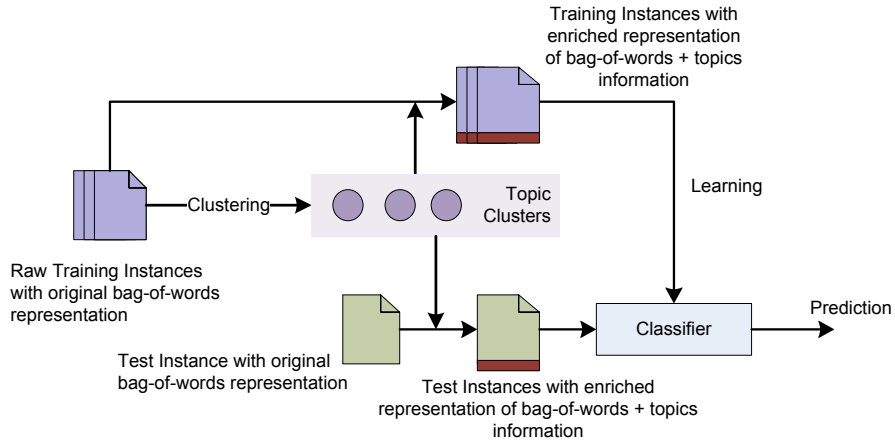 Training Instances with
enriched representation
of bag-of-words + topics
information
Clustering
Topic
Clusters
Learning
Raw Training Instances
with original bag-of-words
representation
Prediction
Classifier
Test Instance with original
bag-of-words representation
Test Instances with enriched
representation of bag-of-words + topics
information